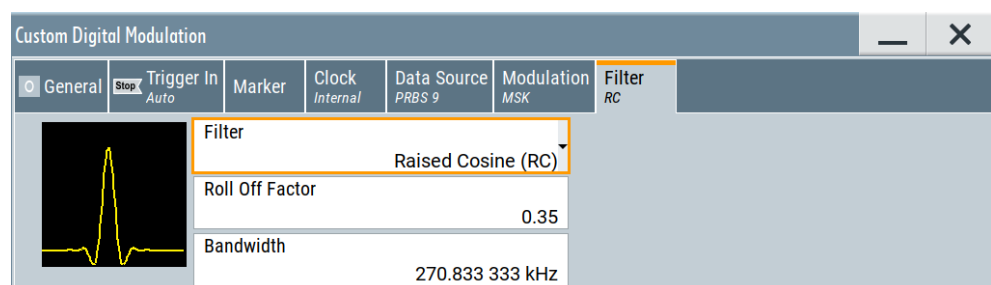 Custom Digital Modulation
O General
Stop Trigger In
Auto
Marker
Clock
Internal
Data Source
PRBS 9
Modulation
MSK
Filter
RC
Filter
Raised Cosine (RC)
Roll Off Factor
0.35
Bandwidth
270.833 333 kHz